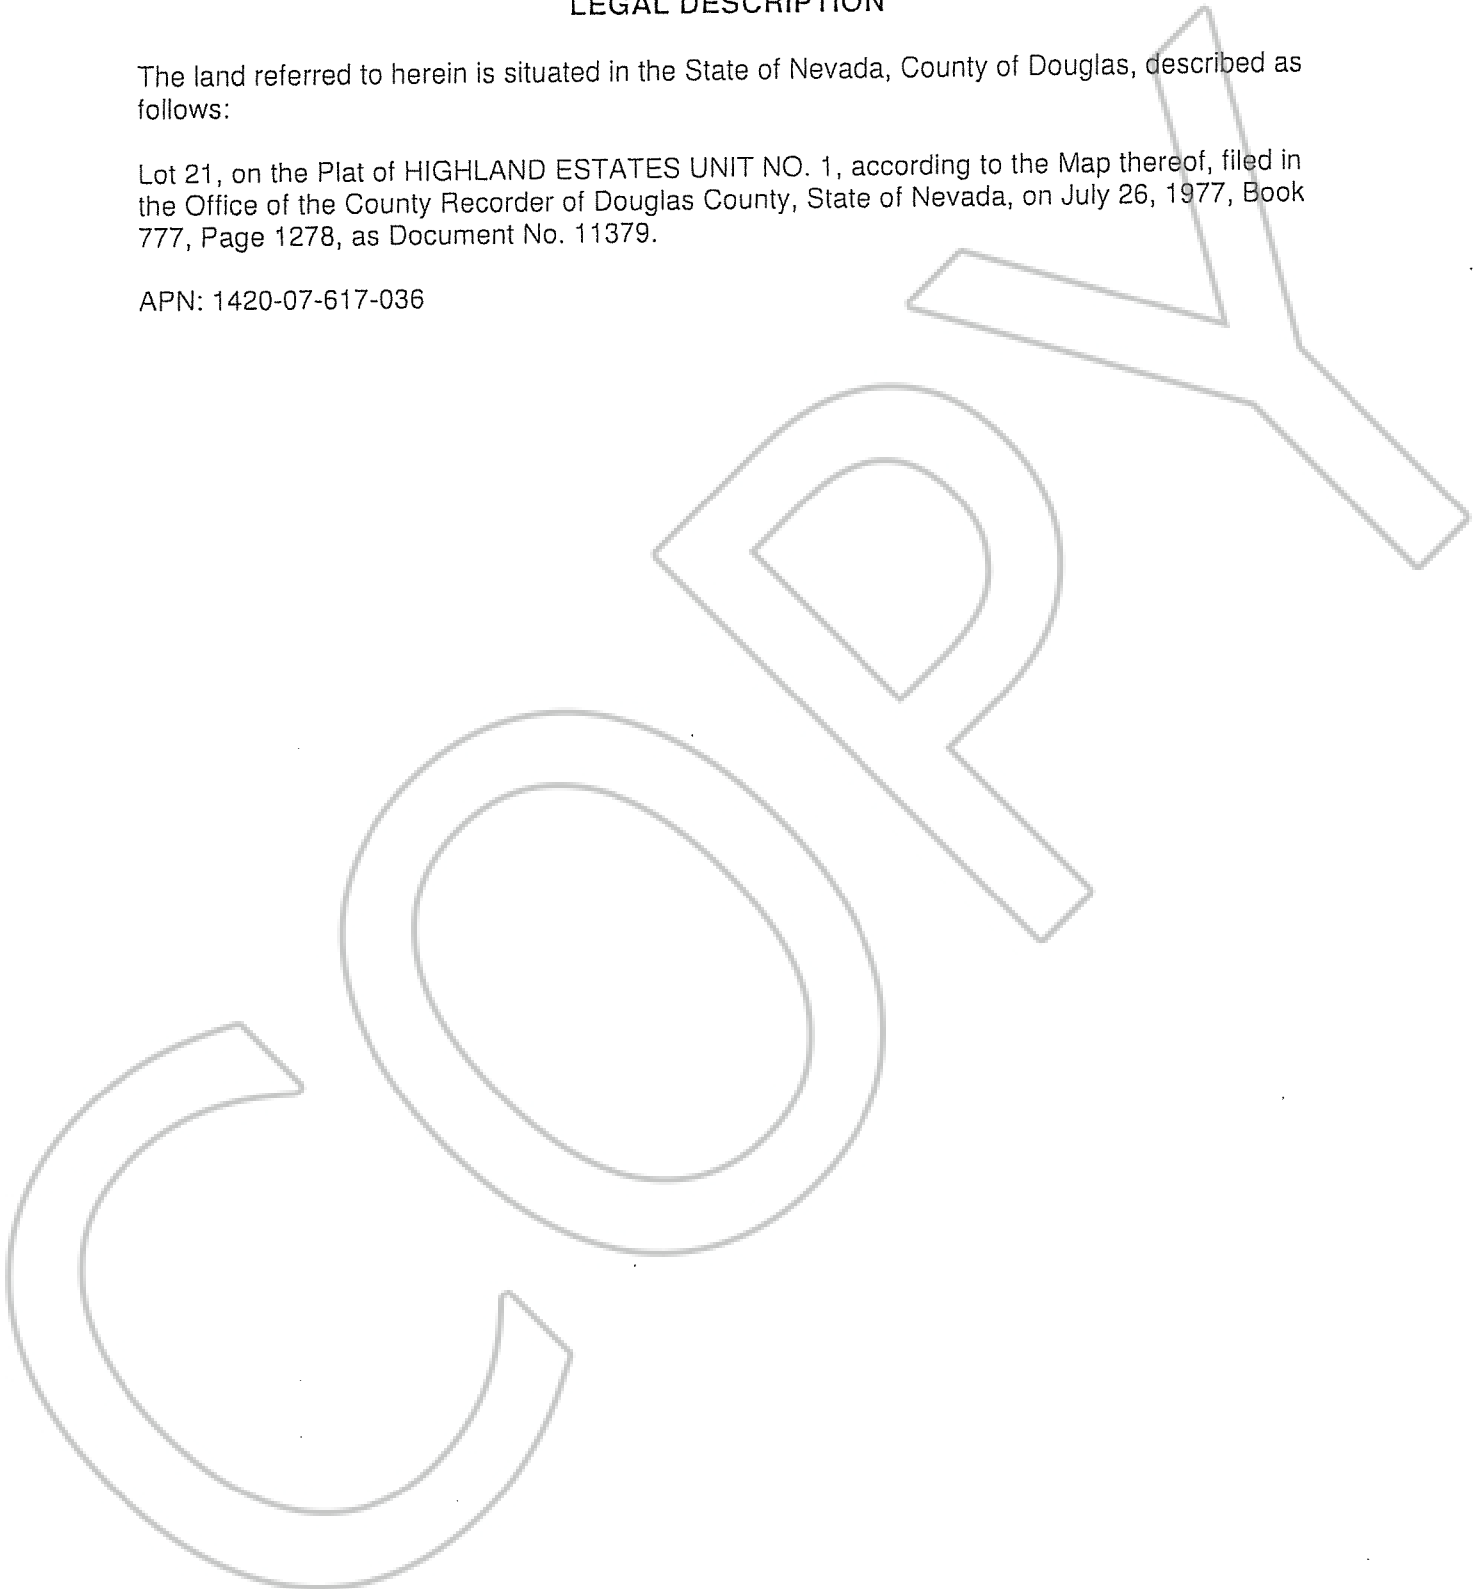 LEGAL DESCRIPTION
The land referred to herein is situated in the State of Nevada, County of Douglas, described as
follows:
Lot 21, on the Plat of HIGHLAND ESTATES UNIT NO. 1, according to the Map thereof, filed in
the Office of the County Recorder of Douglas County, State of Nevada, on July 26, 1977, Book
777, Page 1278, as Document No. 11379.
APN: 1420-07-617-036
COPY